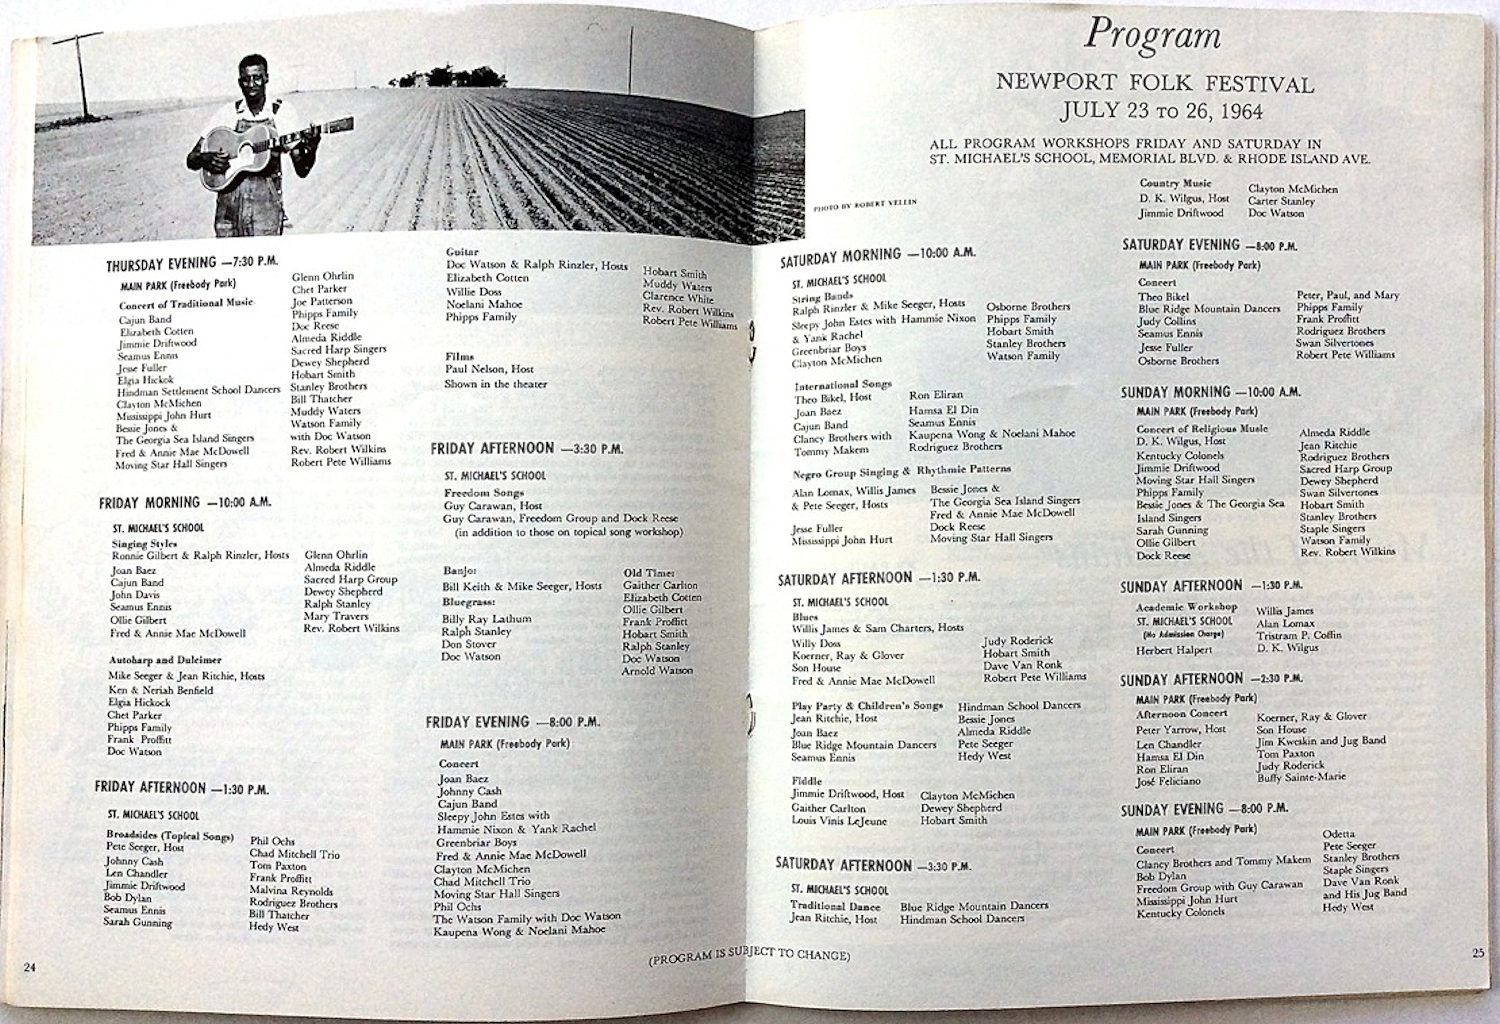 THURSDAY EVENING —7:30 P.M.
MAIN PARK (Freebody Park)
Concert of Traditional Music
Cajun Band
Elizabeth Cotten
Jimmie Driftwood
Seamus Ennis
Jesse Fuller
Elgia Hickok
Hindman Settlement School Dancers
Clayton McMichen
Mississippi John Hurt
Bessie Jones &
The Georgia Sea Island Singers
Fred & Annie Mae McDowell
Moving Star Hall Singers
Glenn Ohrlin
Chet Parker
Joe Patterson
Phipps Family
Doc Reese
Almeda Riddle
Sacred Harp Singers
Dewey Shepherd
Hobart Smith
Stanley Brothers
Bill Thatcher
Muddy Waters
Watson Family
with Doc Watson
Rev. Robert Wilkins
Robert Pete Williams
FRIDAY MORNING —10:00 A.M.
ST. MICHAEL'S SCHOOL
Singing Styles
Ronnie Gilbert & Ralph Rinzler, Hosts
Joan Baez
Cajun Band
John Davis
Seamus Ennis
Ollie Gilbert
Fred & Annie Mae McDowell
Glenn Ohrlin
Almeda Riddle
Sacred Harp Group
Dewey Shepherd
Ralph Stanley
Mary Travers
Rev. Robert Wilkins
Autoharp and Dulcimer
Mike Seeger & Jean Ritchie, Hosts
Ken & Neriah Benfield
Elgia Hickock
Chet Parker
Phipps Family
Frank Proffitt
Doc Watson
FRIDAY AFTERNOON —1:30 P.M.
ST. MICHAEL'S SCHOOL
Broadsides (Topical Songs)
Pete Seeger, Host
Johnny Cash
Len Chandler
Jimmie Driftwood
Bob Dylan
Seamus Ennis
Sarah Gunning
Phil Ochs
Chad Mitchell Trio
Tom Paxton
Frank Proffitt
Malvina Reynolds
Rodriguez Brothers
Bill Thatcher
Hedy West
24
Guitar
Doc Watson & Ralph Rinzler, Hosts
Elizabeth Cotten
Willie Doss
Noelani Mahoe
Phipps Family
Hobart Smith
Muddy Waters
Clarence White
Rev. Robert Wilkins
Robert Pete Williams
Films
Paul Nelson, Host
Shown in the theater
FRIDAY AFTERNOON —3:30 P.M.
ST. MICHAEL'S SCHOOL
Freedom Songs
Guy Carawan, Host
Guy Carawan, Freedom Group and Dock Reese
(in addition to those on topical song workshop)
Banjo:
Bill Keith & Mike Seeger, Hosts
Bluegrass:
Billy Ray Lathum
Ralph Stanley
Don Stover
Doc Watson
Old Time:
Gaither Carlton
Elizabeth Cotten
Ollie Gilbert
Frank Proffitt
Hobart Smith
Ralph Stanley
Doc Watson
Arnold Watson
FRIDAY EVENING —8:00 P.M.
MAIN PARK (Freebody Park)
Concert
Joan Baez
Johnny Cash
Cajun Band
Sleepy John Estes with
Hammie Nixon & Yank Rachel
Greenbriar Boys
Fred & Annie Mae McDowell
Clayton McMichen
Chad Mitchell Trio
Moving Star Hall Singers
Phil Ochs
The Watson Family with Doc Watson
Kaupena Wong & Noelani Mahoe
(PROGRAM IS SUBJECT TO CHANGE)
Program
NEWPORT FOLK FESTIVAL
JULY 23 TO 26, 1964
ALL PROGRAM WORKSHOPS FRIDAY AND SATURDAY IN
ST. MICHAEL'S SCHOOL, MEMORIAL BLVD. & RHODE ISLAND AVE.
PHOTO BY ROBERT YELLIN
SATURDAY MORNING —10:00 A.M.
ST. MICHAEL'S SCHOOL
String Bands
Ralph Rinzler & Mike Seeger, Hosts
Sleepy John Estes with Hammie Nixon
& Yank Rachel
Greenbriar Boys
Clayton McMichen
Osborne Brothers
Phipps Family
Hobart Smith
Stanley Brothers
Watson Family
International Songs
Theo Bikel, Host
Joan Baez
Cajun Band
Clancy Brothers with
Tommy Makem
Ron Eliran
Hamsa El Din
Seamus Ennis
Kaupena Wong & Noelani Mahoe
Rodriguez Brothers
Negro Group Singing & Rhythmic Patterns
Alan Lomax, Willis James
& Pete Seeger, Hosts
Jesse Fuller
Mississippi John Hurt
Bessie Jones &
The Georgia Sea Island Singers
Fred & Annie Mae McDowell
Dock Reese
Moving Star Hall Singers
SATURDAY AFTERNOON —1:30 P.M.
ST. MICHAEL'S SCHOOL
Blues
Willis James & Sam Charters, Hosts
Willy Doss
Koerner, Ray & Glover
Son House
Fred & Annie Mae McDowell
Judy Roderick
Hobart Smith
Dave Van Ronk
Robert Pete Williams
Play Party & Children's Songs
Jean Ritchie, Host
Joan Baez
Blue Ridge Mountain Dancers
Seamus Ennis
Hindman School Dancers
Bessie Jones
Almeda Riddle
Pete Seeger
Hedy West
Fiddle
Jimmie Driftwood, Host
Gaither Carlton
Louis Vinis LeJeune
Clayton McMichen
Dewey Shepherd
Hobart Smith
SATURDAY AFTERNOON —3:30 P.M.
ST. MICHAEL'S SCHOOL
Traditional Dance
Jean Ritchie, Host
Blue Ridge Mountain Dancers
Hindman School Dancers
Country Music
D. K. Wilgus, Host
Jimmie Driftwood
Clayton McMichen
Carter Stanley
Doc Watson
SATURDAY EVENING —8:00 P.M.
MAIN PARK (Freebody Park)
Concert
Theo Bikel
Blue Ridge Mountain Dancers
Judy Collins
Seamus Ennis
Jesse Fuller
Osborne Brothers
Peter, Paul, and Mary
Phipps Family
Frank Proffitt
Rodriguez Brothers
Swan Silvertones
Robert Pete Williams
SUNDAY MORNING —10:00 A.M.
MAIN PARK (Freebody Park)
Concert of Religious Music
D. K. Wilgus, Host
Kentucky Colonels
Jimmie Driftwood
Moving Star Hall Singers
Phipps Family
Bessie Jones & The Georgia Sea
Island Singers
Sarah Gunning
Ollie Gilbert
Dock Reese
Almeda Riddle
Jean Ritchie
Rodriguez Brothers
Sacred Harp Group
Dewey Shepherd
Swan Silvertones
Hobart Smith
Stanley Brothers
Staple Singers
Watson Family
Rev. Robert Wilkins
SUNDAY AFTERNOON —1:30 P.M.
Academic Workshop
ST. MICHAEL'S SCHOOL
(No Admission Charge)
Herbert Halpert
Willis James
Alan Lomax
Tristram P. Coffin
D. K. Wilgus
SUNDAY AFTERNOON —2:30 P.M.
MAIN PARK (Freebody Park)
Afternoon Concert
Peter Yarrow, Host
Len Chandler
Hamsa El Din
Ron Eliran
José Feliciano
Koerner, Ray & Glover
Son House
Jim Kweskin and Jug Band
Tom Paxton
Judy Roderick
Buffy Sainte-Marie
SUNDAY EVENING —8:00 P.M.
MAIN PARK (Freebody Park)
Concert
Clancy Brothers and Tommy Makem
Bob Dylan
Freedom Group with Guy Carawan
Mississippi John Hurt
Kentucky Colonels
Odetta
Pete Seeger
Stanley Brothers
Staple Singers
Dave Van Ronk
and His Jug Band
Hedy West
25